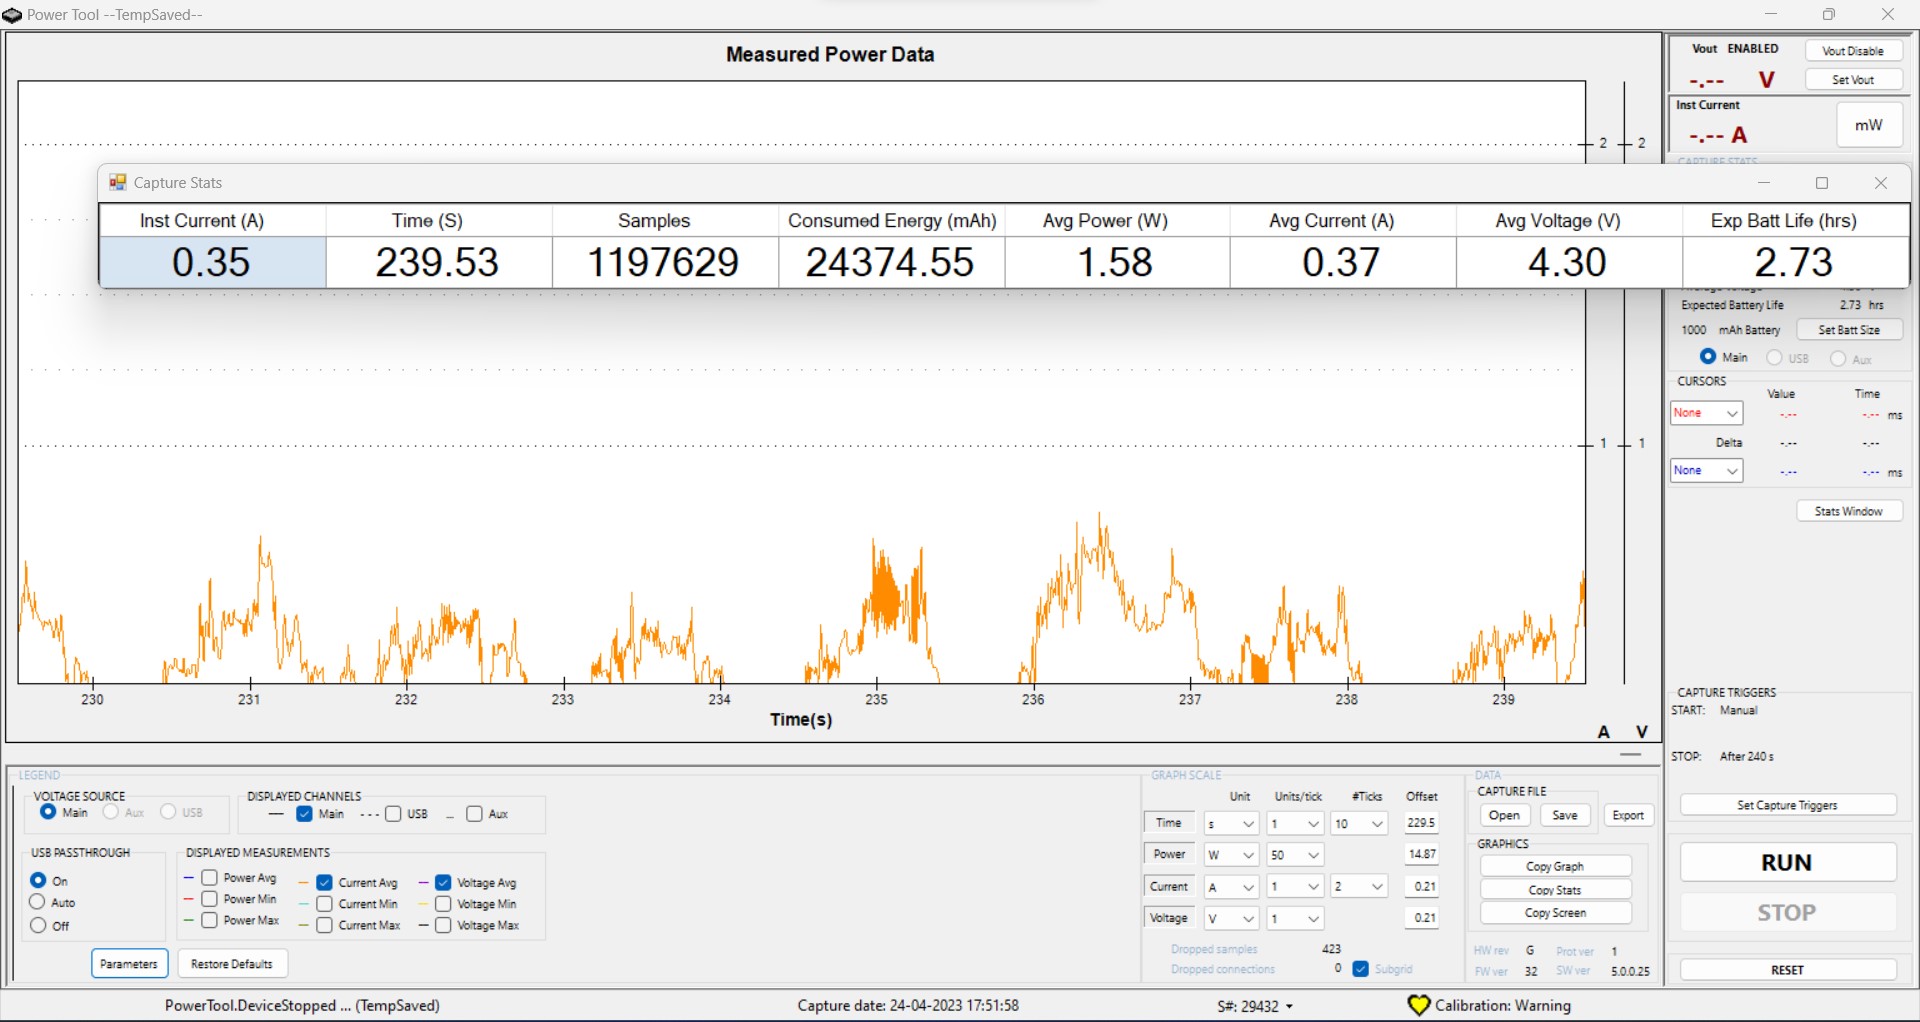 Power Tool --TempSaved--
Measured Power Data
Vout ENABLED
Vout Disable
-.-- V
Set Vout
Inst Current
-.-- A
mW
2 2
CAPTURE STATS
Capture Stats
Inst Current (A) Time (S) Samples Consumed Energy (mAh) Avg Power (W) Avg Current (A) Avg Voltage (V) Exp Batt Life (hrs)
0.35 239.53 1197629 24374.55 1.58 0.37 4.30 2.73
Expected Battery Life 2.73 hrs
1000 mAh Battery Set Batt Size
Main USB Aux
CURSORS
Value Time
None -.-- -.-- ms
Delta -.-- -.--
None -.-- -.-- ms
1 1
Stats Window
230 231 232 233 234 235 236 237 238 239
Time(s)
A V
CAPTURE TRIGGERS
START: Manual
STOP: After 240 s
Set Capture Triggers
RUN
STOP
RESET
LEGEND
VOLTAGE SOURCE
Main Aux USB
DISPLAYED CHANNELS
Main USB Aux
USB PASSTHROUGH
On
Auto
Off
DISPLAYED MEASUREMENTS
Power Avg Current Avg Voltage Avg
Power Min Current Min Voltage Min
Power Max Current Max Voltage Max
Parameters Restore Defaults
GRAPH SCALE
Unit Units/tick #Ticks Offset
Time s 1 10 229.5
Power W 50 14.87
Current A 1 2 0.21
Voltage V 1 0.21
Dropped samples 423
Dropped connections 0 Subgrid
DATA
CAPTURE FILE
Open Save Export
GRAPHICS
Copy Graph
Copy Stats
Copy Screen
HW rev G Prot ver 1
FW ver 32 SW ver 5.0.0.25
PowerTool.DeviceStopped ... (TempSaved) Capture date: 24-04-2023 17:51:58 S#: 29432 Calibration: Warning